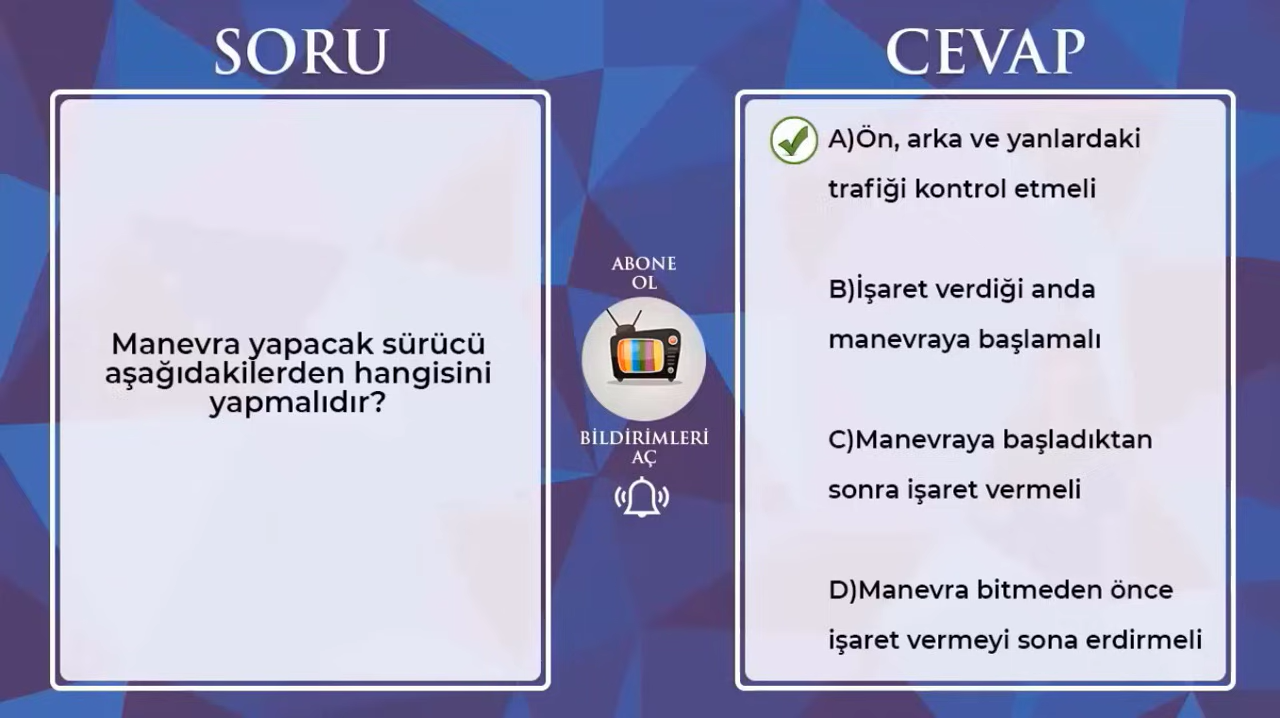 SORU
Manevra yapacak sürücü
aşağıdakilerden hangisini
yapmalıdır?
ABONE
OL
BİLDİRİMLERİ
AÇ
CEVAP
A)Ön, arka ve yanlardaki
trafiği kontrol etmeli
B)İşaret verdiği anda
manevraya başlamalı
C)Manevraya başladıktan
sonra işaret vermeli
D)Manevra bitmeden önce
işaret vermeyi sona erdirmeli